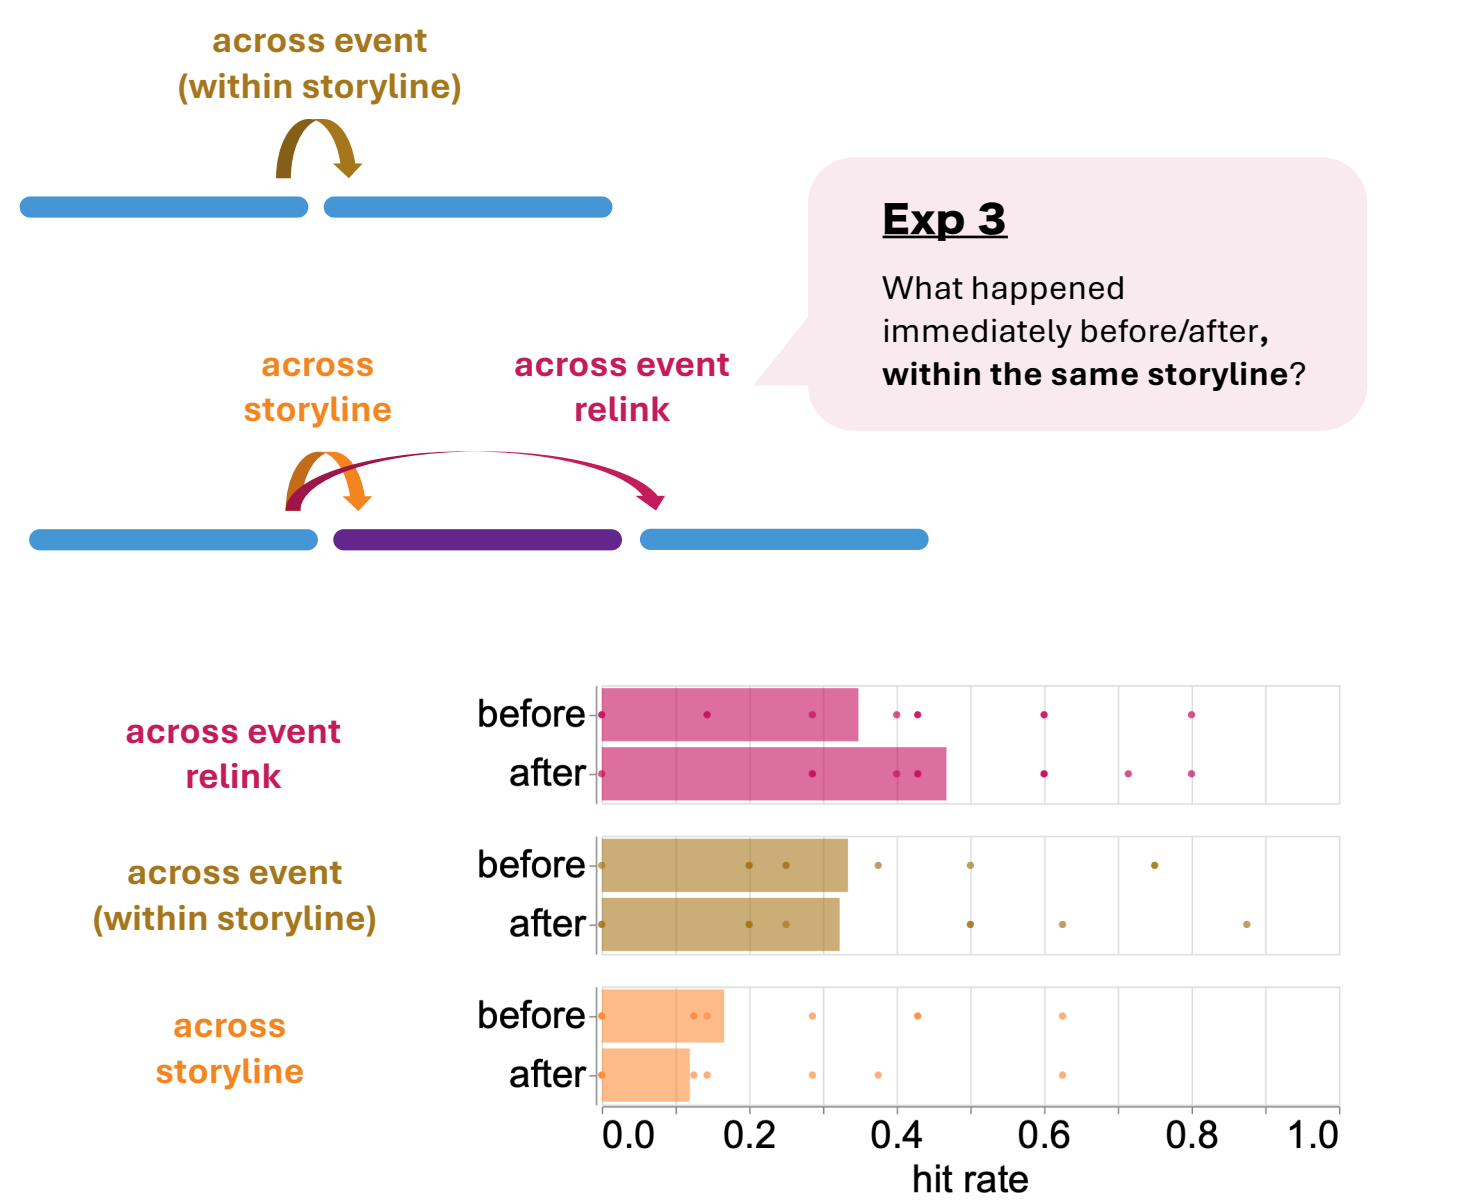 across event
(within storyline)
Exp 3
What happened
immediately before/after,
within the same storyline?
across
storyline
across event
relink
across event
relink
before
after
across event
(within storyline)
before
after
across
storyline
before
after
0.0 0.2 0.4 0.6 0.8 1.0
hit rate